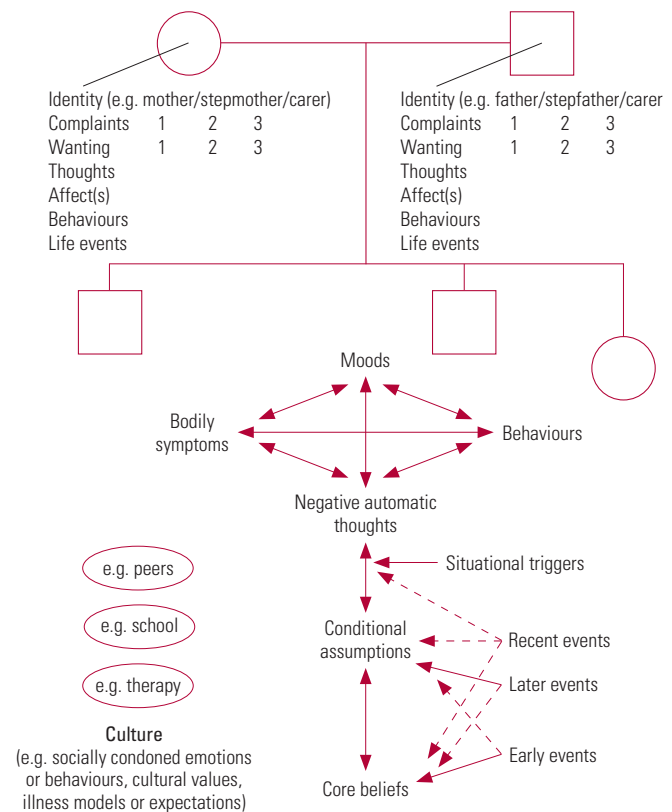 Identity (e.g. mother/stepmother/carer)
Complaints 1 2 3
Wanting 1 2 3
Thoughts
Affect(s)
Behaviours
Life events
Identity (e.g. father/stepfather/carer
Complaints 1 2 3
Wanting 1 2 3
Thoughts
Affect(s)
Behaviours
Life events
Moods
Bodily
symptoms
Behaviours
Negative automatic
thoughts
Situational triggers
Conditional
assumptions
Recent events
Later events
Early events
Core beliefs
e.g. peers
e.g. school
e.g. therapy
Culture
(e.g. socially condoned emotions
or behaviours, cultural values,
illness models or expectations)